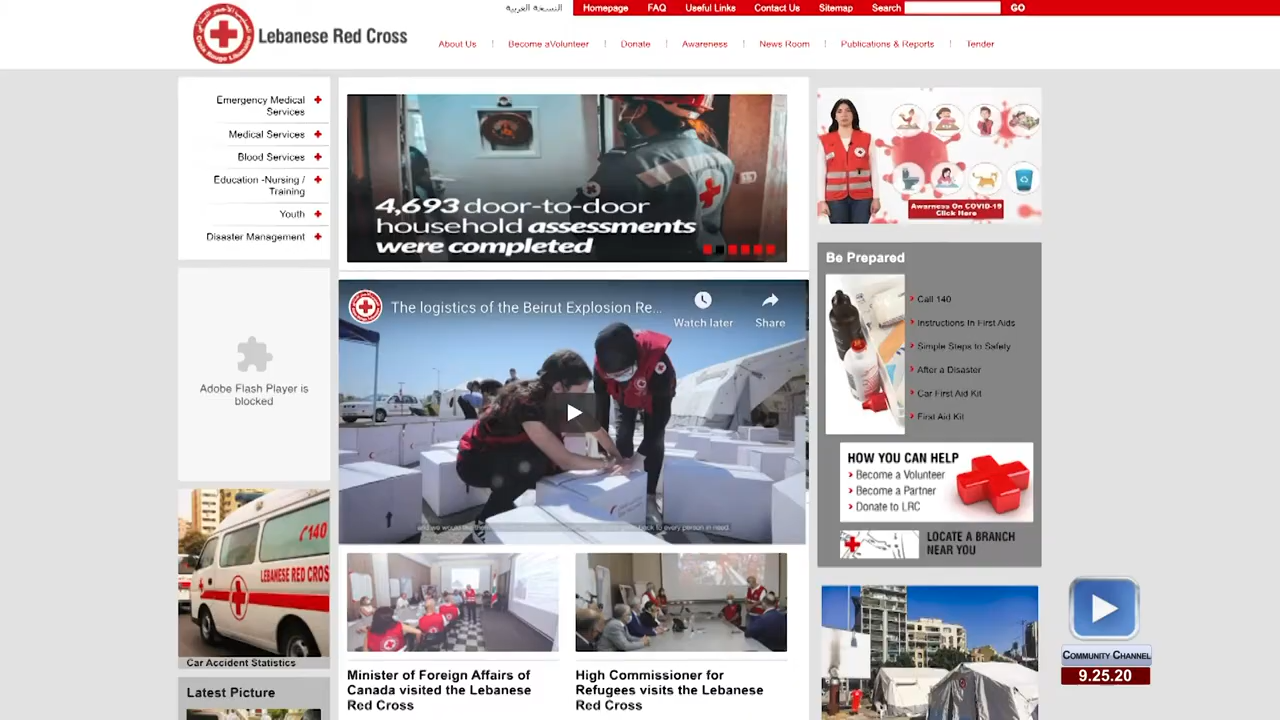 النسخة العربية
Homepage FAQ Useful Links Contact Us Sitemap Search GO
Lebanese Red Cross
About Us Become aVolunteer Donate Awareness News Room Publications & Reports Tender
Emergency Medical
Services
Medical Services
Blood Services
Education -Nursing /
Training
Youth
Disaster Management
Adobe Flash Player is
blocked
140
LEBANESE RED CROSS
Car Accident Statistics
Latest Picture
4,693 door-to-door
household assessments
were completed
The logistics of the Beirut Explosion Re...
Watch later
Share
Minister of Foreign Affairs of
Canada visited the Lebanese
Red Cross
High Commissioner for
Refugees visits the Lebanese
Red Cross
Awarness On COVID-19
Click Here
Be Prepared
Call 140
Instructions In First Aids
Simple Steps to Safety
After a Disaster
Car First Aid Kit
First Aid Kit
HOW YOU CAN HELP
Become a Volunteer
Become a Partner
Donate to LRC
LOCATE A BRANCH
NEAR YOU
COMMUNITY CHANNEL
9.25.20